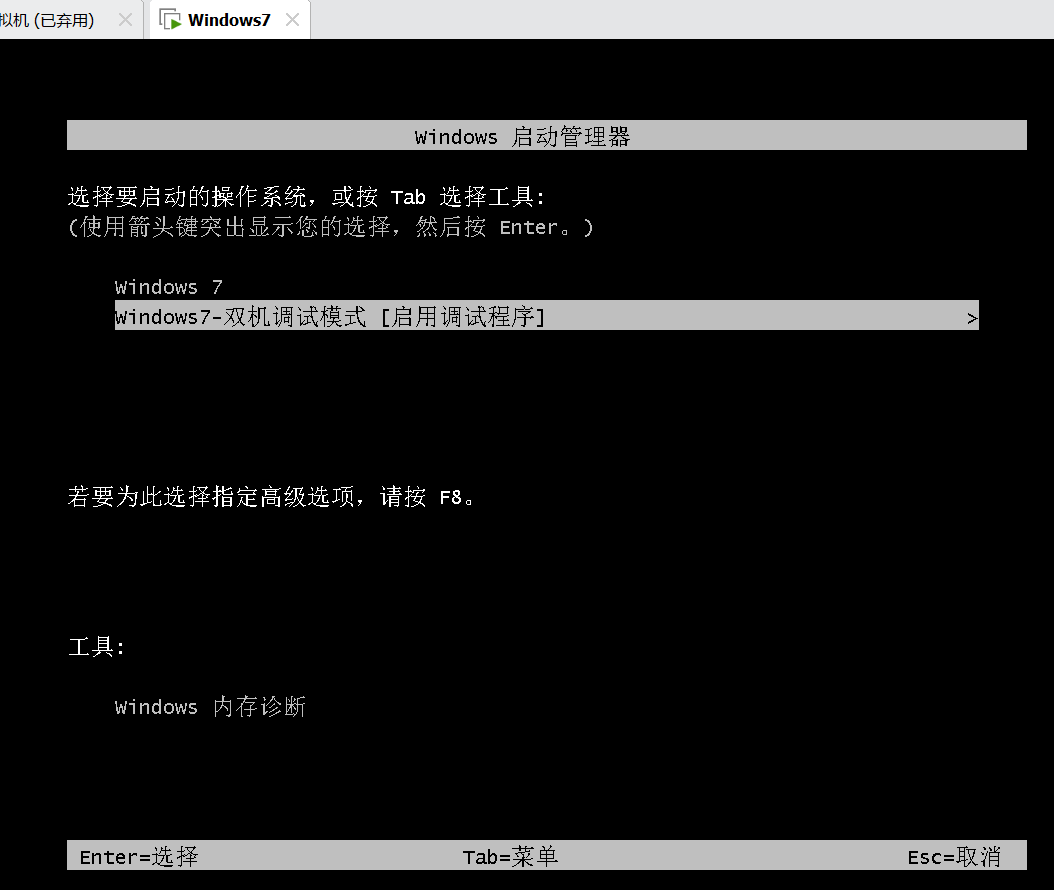 拟机 (已弃用)
Windows7
Windows 启动管理器
选择要启动的操作系统，或按 Tab 选择工具:
(使用箭头键突出显示您的选择，然后按 Enter。)
Windows 7
Windows7-双机调试模式 [启用调试程序] >
若要为此选择指定高级选项，请按 F8。
工具:
Windows 内存诊断
Enter=选择 Tab=菜单 Esc=取消